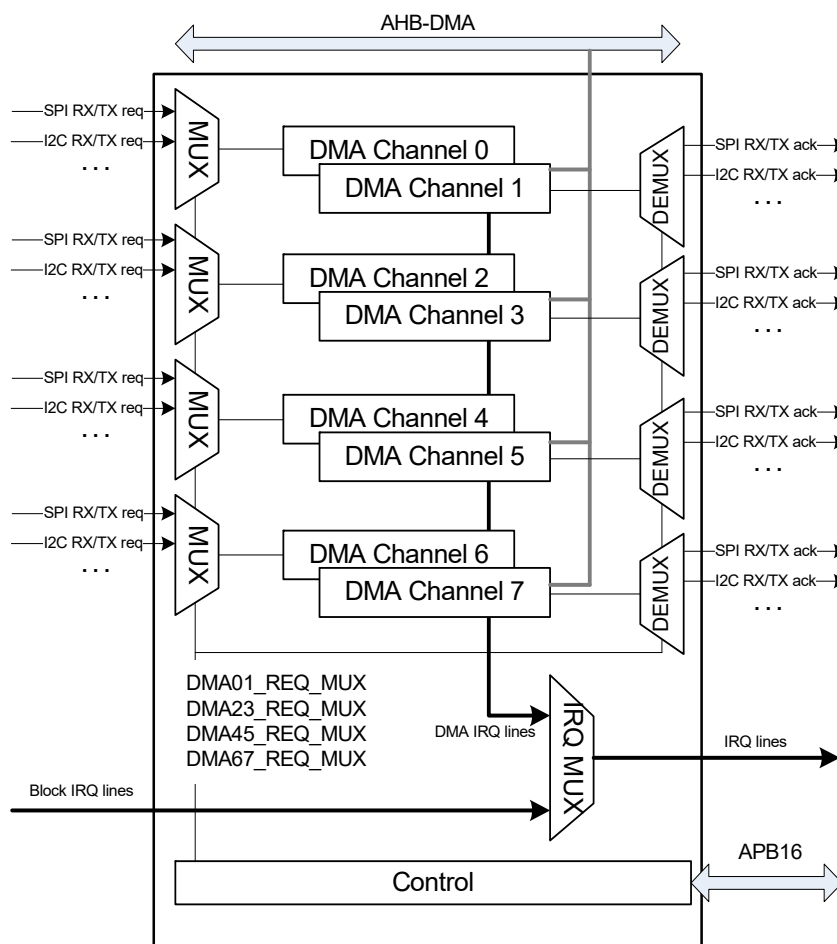 AHB-DMA
SPI RX/TX req
I2C RX/TX req
. . .
MUX
DMA Channel 0
DMA Channel 1
DEMUX
SPI RX/TX ack
I2C RX/TX ack
. . .
SPI RX/TX req
I2C RX/TX req
. . .
MUX
DMA Channel 2
DMA Channel 3
DEMUX
SPI RX/TX ack
I2C RX/TX ack
. . .
SPI RX/TX req
I2C RX/TX req
. . .
MUX
DMA Channel 4
DMA Channel 5
DEMUX
SPI RX/TX ack
I2C RX/TX ack
. . .
SPI RX/TX req
I2C RX/TX req
. . .
MUX
DMA Channel 6
DMA Channel 7
DEMUX
SPI RX/TX ack
I2C RX/TX ack
. . .
DMA01_REQ_MUX
DMA23_REQ_MUX
DMA45_REQ_MUX
DMA67_REQ_MUX
DMA IRQ lines
IRQ MUX
IRQ lines
Block IRQ lines
Control
APB16